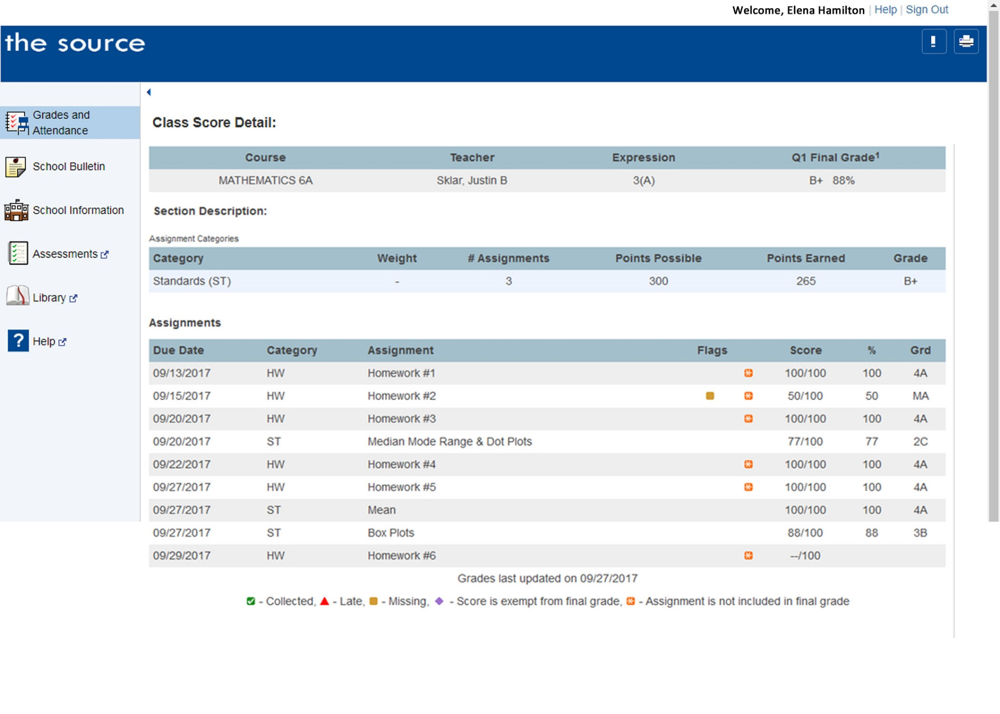 Welcome, Elena Hamilton | Help | Sign Out
the source
Grades and
Attendance
School Bulletin
School Information
Assessments
Library
? Help
Class Score Detail:
Course Teacher Expression Q1 Final Grade¹
MATHEMATICS 6A Sklar, Justin B 3(A) B+ 88%
Section Description:
Assignment Categories
Category Weight # Assignments Points Possible Points Earned Grade
Standards (ST) - 3 300 265 B+
Assignments
Due Date Category Assignment Flags Score % Grd
09/13/2017 HW Homework #1 100/100 100 4A
09/15/2017 HW Homework #2 50/100 50 MA
09/20/2017 HW Homework #3 100/100 100 4A
09/20/2017 ST Median Mode Range & Dot Plots 77/100 77 2C
09/22/2017 HW Homework #4 100/100 100 4A
09/27/2017 HW Homework #5 100/100 100 4A
09/27/2017 ST Mean 100/100 100 4A
09/27/2017 ST Box Plots 88/100 88 3B
09/29/2017 HW Homework #6 --/100
Grades last updated on 09/27/2017
- Collected, - Late, - Missing, - Score is exempt from final grade, - Assignment is not included in final grade